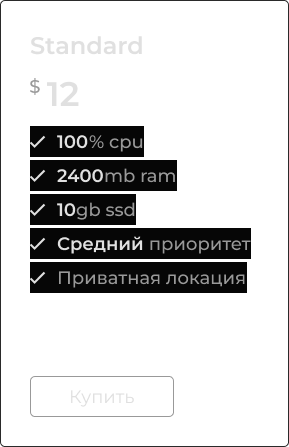 Standard
$ 12
100% cpu
2400mb ram
10gb ssd
Средний приоритет
Приватная локация
Купить